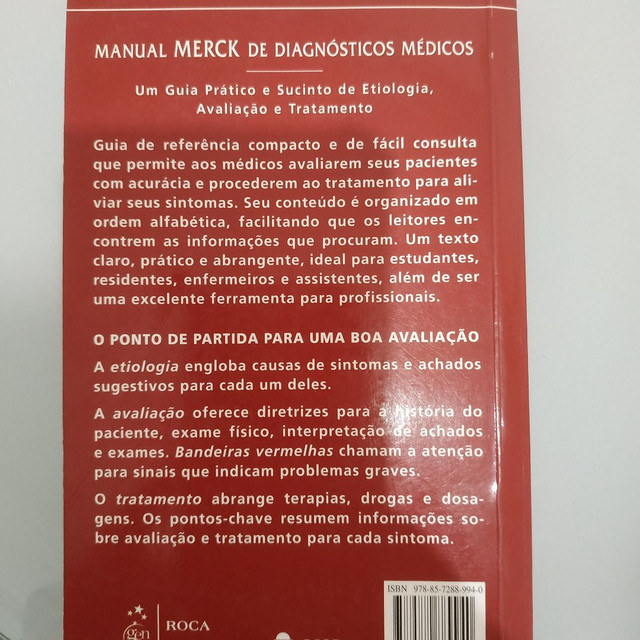 MANUAL MERCK DE DIAGNÓSTICOS MÉDICOS
Um Guia Prático e Sucinto de Etiologia,
Avaliação e Tratamento
Guia de referência compacto e de fácil consulta
que permite aos médicos avaliarem seus pacientes
com acurácia e procederem ao tratamento para ali-
viar seus sintomas. Seu conteúdo é organizado em
ordem alfabética, facilitando que os leitores en-
contrem as informações que procuram. Um texto
claro, prático e abrangente, ideal para estudantes,
residentes, enfermeiros e assistentes, além de ser
uma excelente ferramenta para profissionais.
O PONTO DE PARTIDA PARA UMA BOA AVALIAÇÃO
A etiologia engloba causas de sintomas e achados
sugestivos para cada um deles.
A avaliação oferece diretrizes para a história do
paciente, exame físico, interpretação de achados
e exames. Bandeiras vermelhas chamam a atenção
para sinais que indicam problemas graves.
O tratamento abrange terapias, drogas e dosa-
gens. Os pontos-chave resumem informações so-
bre avaliação e tratamento para cada sintoma.
ISBN 978-85-7288-994-0
gen
ROCA